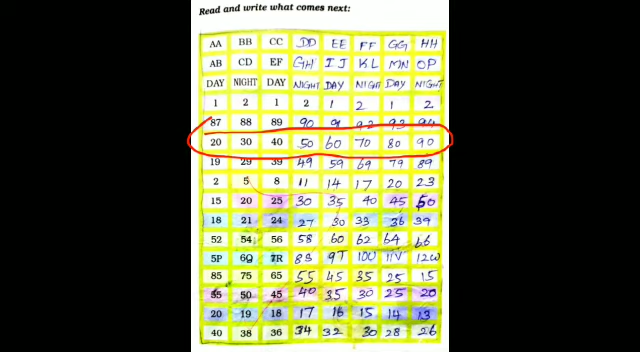 Read and write what comes next:
AA BB CC DD EE FF GG HH
AB CD EF GH IJ KL MN OP
DAY NIGHT DAY NIGHT DAY NIGHT DAY NIGHT
1 2 1 2 1 2 1 2
87 88 89 90 91 92 93 94
20 30 40 50 60 70 80 90
19 29 39 49 59 69 79 89
2 5 8 11 14 17 20 23
15 20 25 30 35 40 45 50
18 21 24 27 30 33 36 39
52 54 56 58 60 62 64 66
5P 6Q 7R 8S 9T 10U 11V 12W
85 75 65 55 45 35 25 15
55 50 45 40 35 30 25 20
20 19 18 17 16 15 14 13
40 38 36 34 32 30 28 26